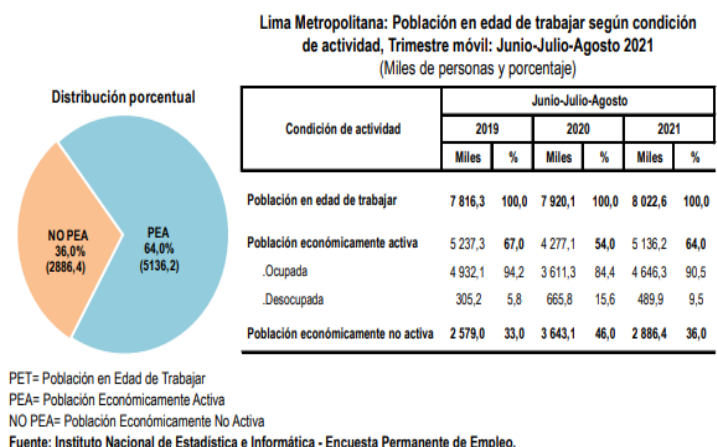 Lima Metropolitana: Población en edad de trabajar según condición
de actividad, Trimestre móvil: Junio-Julio-Agosto 2021
(Miles de personas y porcentaje)
Distribución porcentual
NO PEA
36,0%
(2886,4)
PEA
64,0%
(5136,2)
Condición de actividad
Junio-Julio-Agosto
2019 2020 2021
Miles % Miles % Miles %
Población en edad de trabajar 7 816,3 100,0 7 920,1 100,0 8 022,6 100,0
Población económicamente activa 5 237,3 67,0 4 277,1 54,0 5 136,2 64,0
.Ocupada 4 932,1 94,2 3 611,3 84,4 4 646,3 90,5
.Desocupada 305,2 5,8 665,8 15,6 489,9 9,5
Población económicamente no activa 2 579,0 33,0 3 643,1 46,0 2 886,4 36,0
PET= Población en Edad de Trabajar
PEA= Población Económicamente Activa
NO PEA= Población Económicamente No Activa
Fuente: Instituto Nacional de Estadística e Informática - Encuesta Permanente de Empleo.